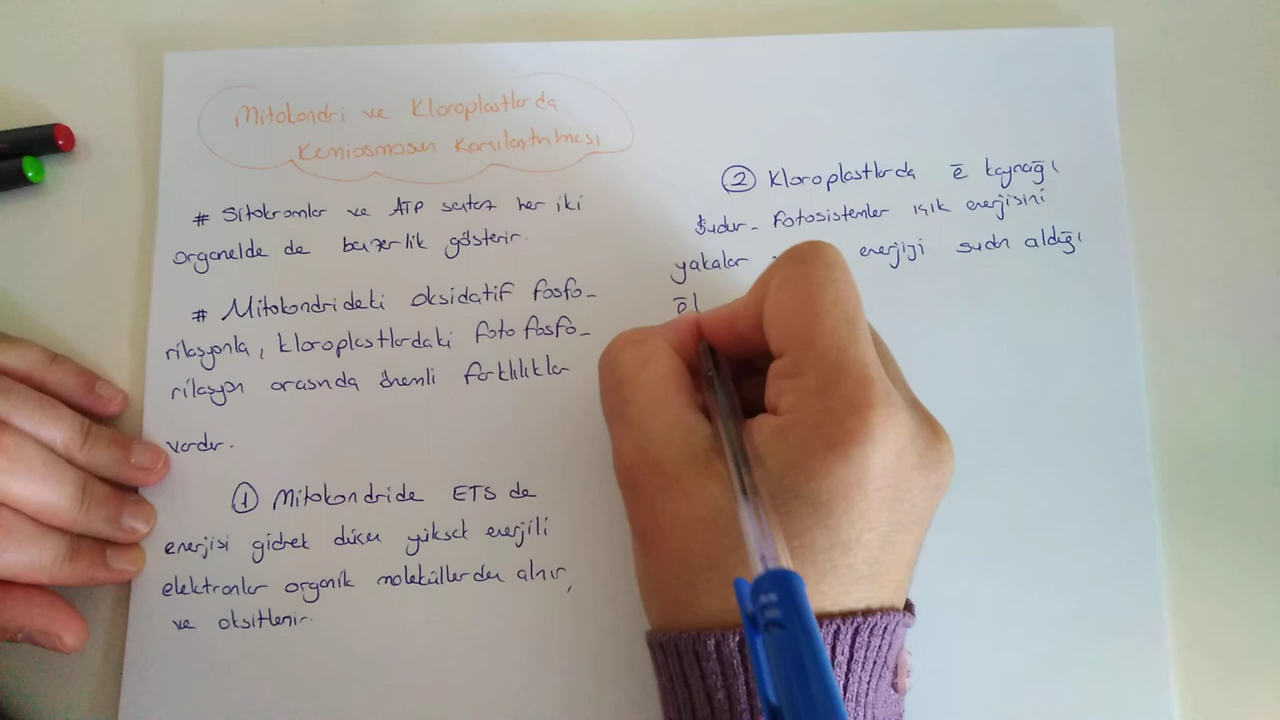 Mitokondri ve Kloroplastlarda
Kemiosmosun Karşılaştırılması
# Sitokromlar ve ATP sentez her iki
organelde de benzerlik gösterir.
# Mitokondrideki oksidatif fosfo-
rilasyonla, kloroplastlardaki foto fosfo-
rilasyon arasında önemli farklılıklar
vardır.
① Mitokondride ETS de
enerjisi giderek düşen yüksek enerjili
elektronlar organik moleküllerden alınır,
ve oksitlenir.
② Kloroplastlarda ē kaynağı
sudur. Fotosistemler ışık enerjisini
yakalar enerjiyi sudan aldığı